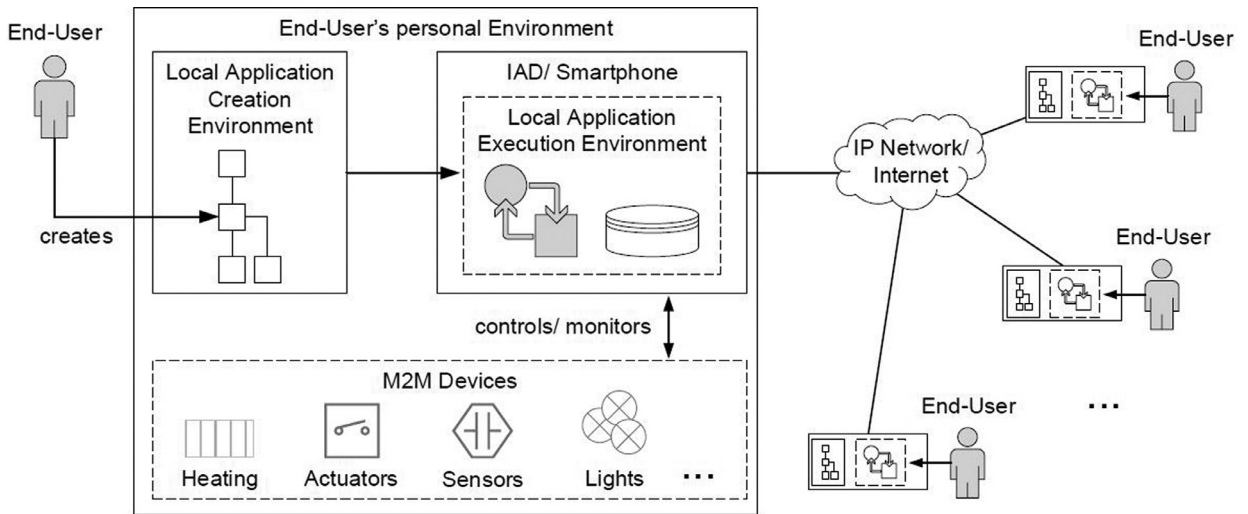 End-User
creates
End-User's personal Environment
Local Application
Creation
Environment
IAD/ Smartphone
Local Application
Execution Environment
controls/ monitors
M2M Devices
Heating
Actuators
Sensors
Lights
...
IP Network/
Internet
End-User
End-User
End-User
...